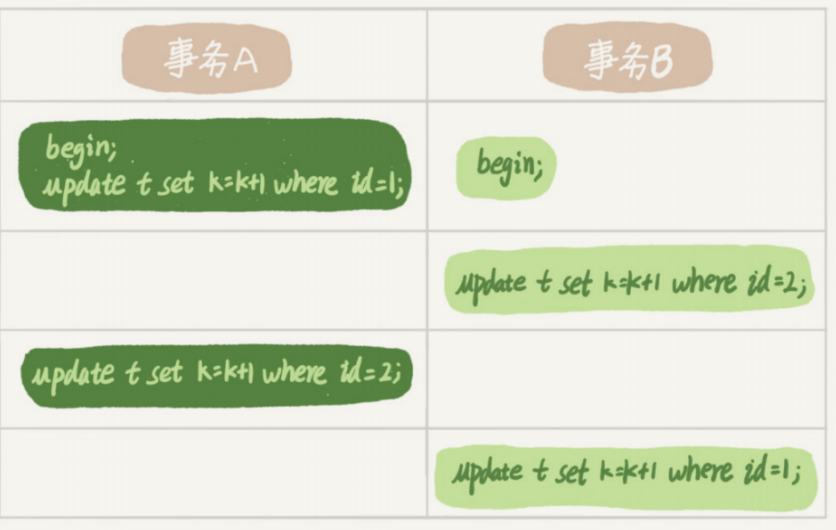 事务A
事务B
begin;
update t set k=k+1 where id=1;
begin;
update t set k=k+1 where id=2;
update t set k=k+1 where id=2;
update t set k=k+1 where id=1;